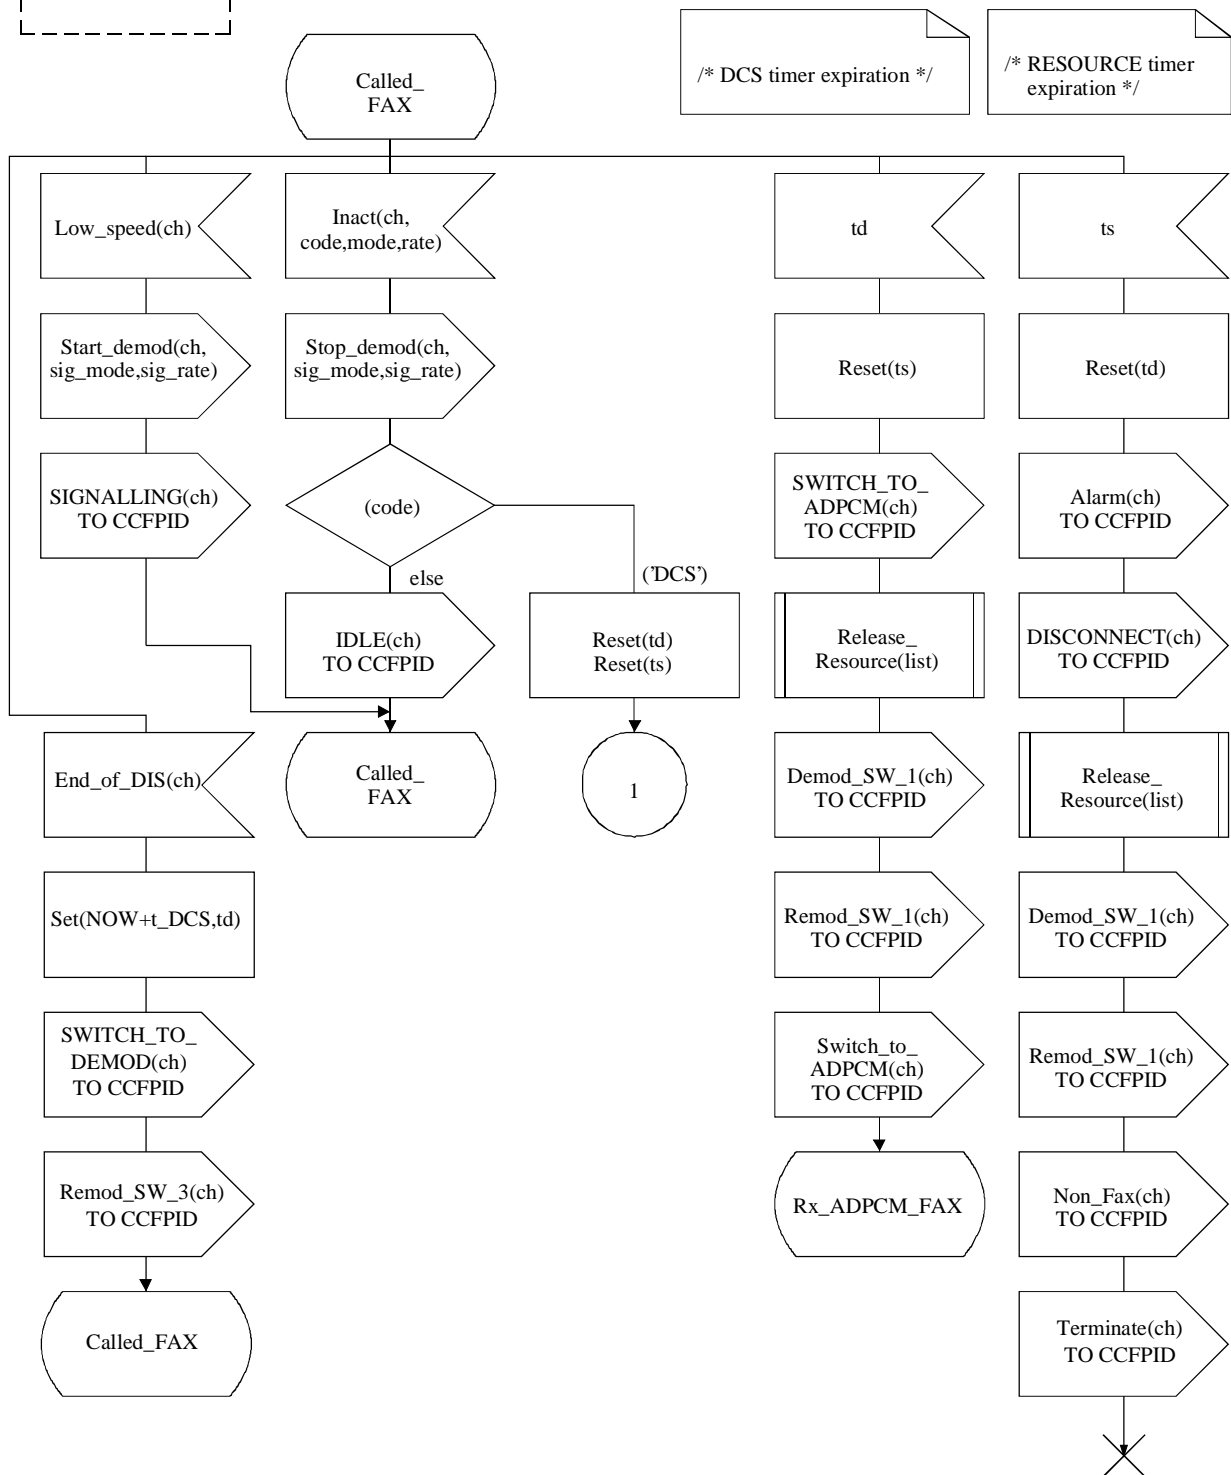 Called_
FAX
/* DCS timer expiration */
/* RESOURCE timer
expiration */
Low_speed(ch)
Start_demod(ch,
sig_mode,sig_rate)
SIGNALLING(ch)
TO CCFPID
Inact(ch,
code,mode,rate)
Stop_demod(ch,
sig_mode,sig_rate)
(code)
else
('DCS')
IDLE(ch)
TO CCFPID
Reset(td)
Reset(ts)
Called_
FAX
1
End_of_DIS(ch)
Set(NOW+t_DCS,td)
SWITCH_TO_
DEMOD(ch)
TO CCFPID
Remod_SW_3(ch)
TO CCFPID
Called_FAX
td
Reset(ts)
SWITCH_TO_
ADPCM(ch)
TO CCFPID
Release_
Resource(list)
Demod_SW_1(ch)
TO CCFPID
Remod_SW_1(ch)
TO CCFPID
Switch_to_
ADPCM(ch)
TO CCFPID
Rx_ADPCM_FAX
ts
Reset(td)
Alarm(ch)
TO CCFPID
DISCONNECT(ch)
TO CCFPID
Release_
Resource(list)
Demod_SW_1(ch)
TO CCFPID
Remod_SW_1(ch)
TO CCFPID
Non_Fax(ch)
TO CCFPID
Terminate(ch)
TO CCFPID